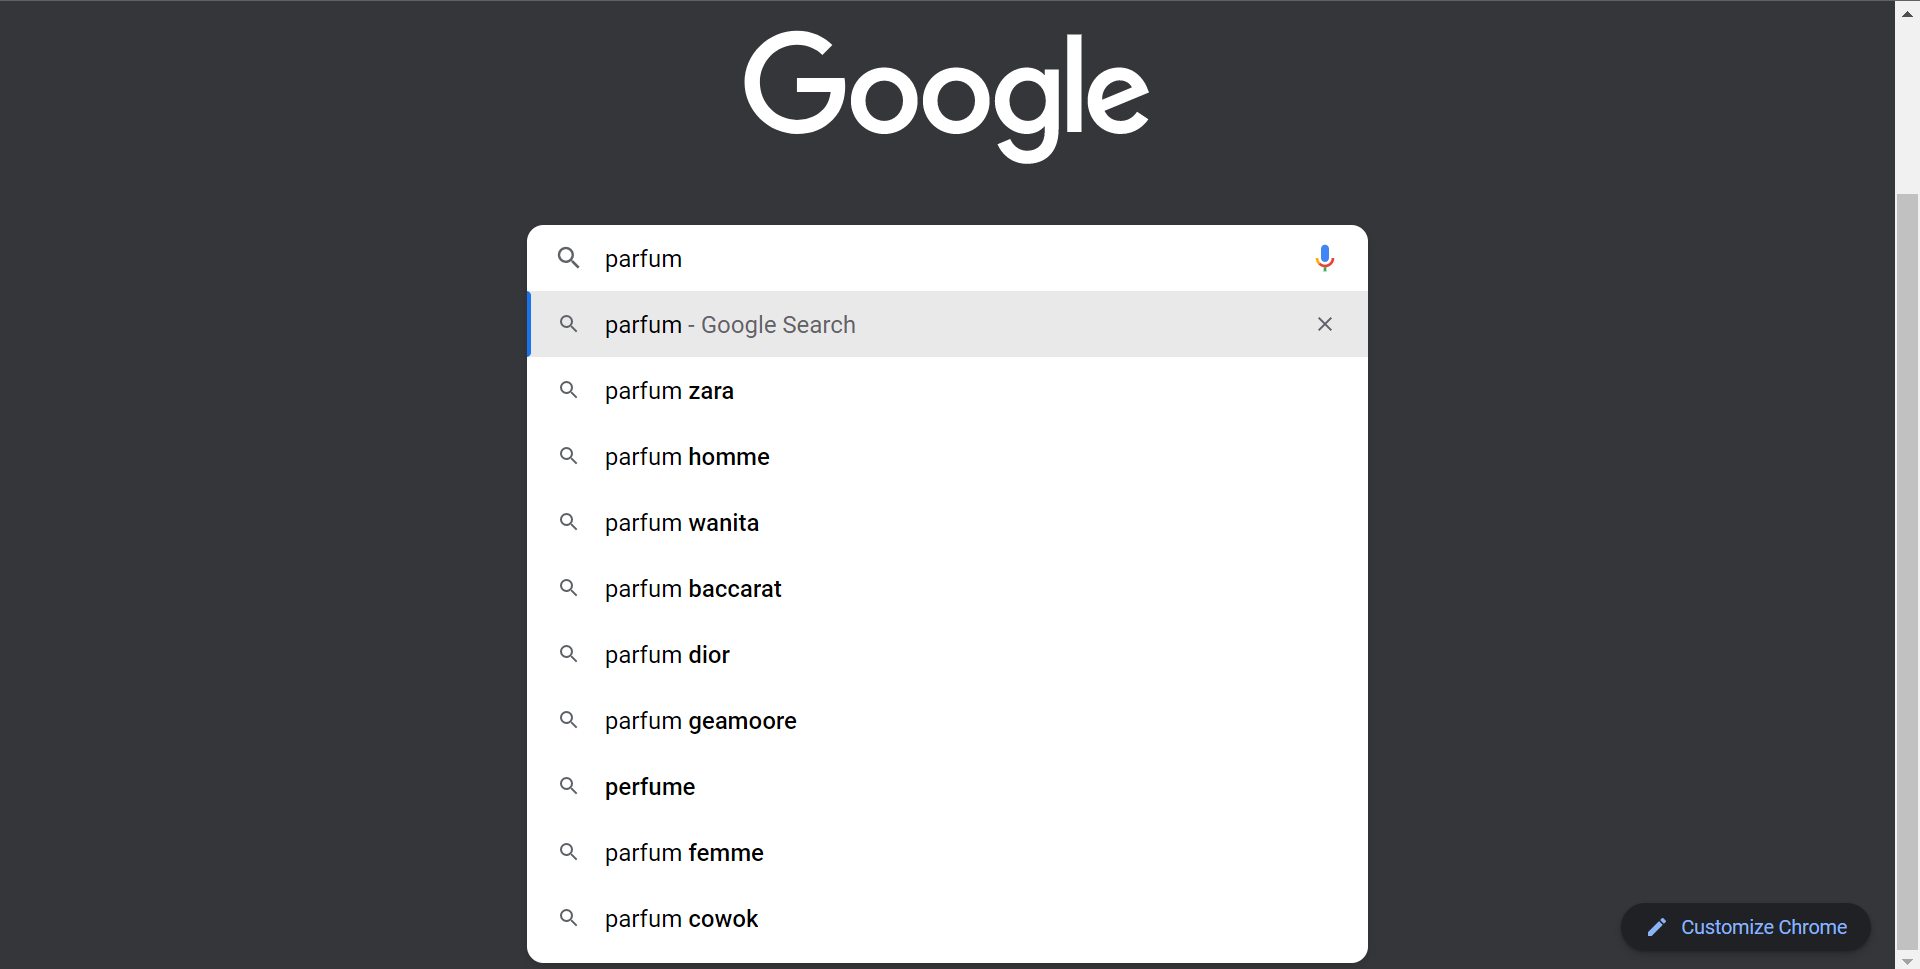 Google
parfum
parfum - Google Search
parfum zara
parfum homme
parfum wanita
parfum baccarat
parfum dior
parfum geamoore
perfume
parfum femme
parfum cowok
Customize Chrome